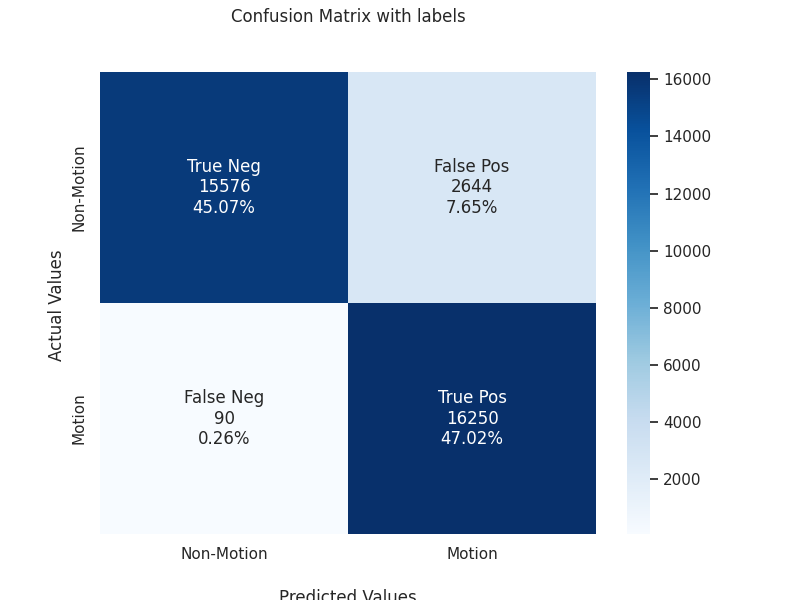 Confusion Matrix with labels
Actual Values
Non-Motion
Motion
True Neg
15576
45.07%
False Pos
2644
7.65%
False Neg
90
0.26%
True Pos
16250
47.02%
Non-Motion
Motion
Predicted Values
16000
14000
12000
10000
8000
6000
4000
2000